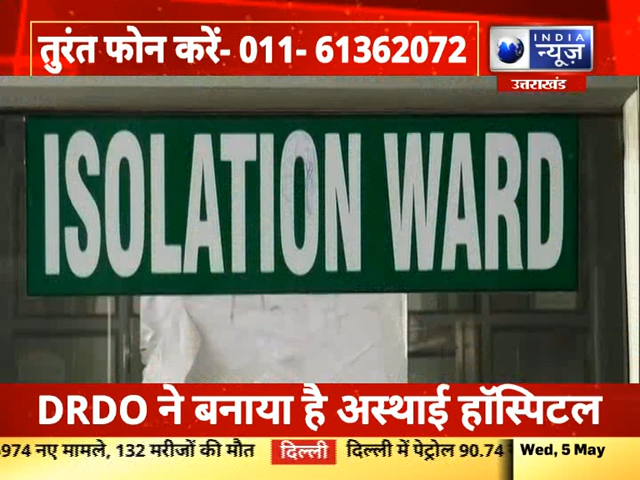 तुरंत फोन करें- 011- 61362072
INDIA
न्यूज़
उत्तराखंड
ISOLATION WARD
DRDO ने बनाया है अस्थाई हॉस्पिटल
974 नए मामले, 132 मरीजों की मौत दिल्ली दिल्ली में पेट्रोल 90.74 Wed, 5 May